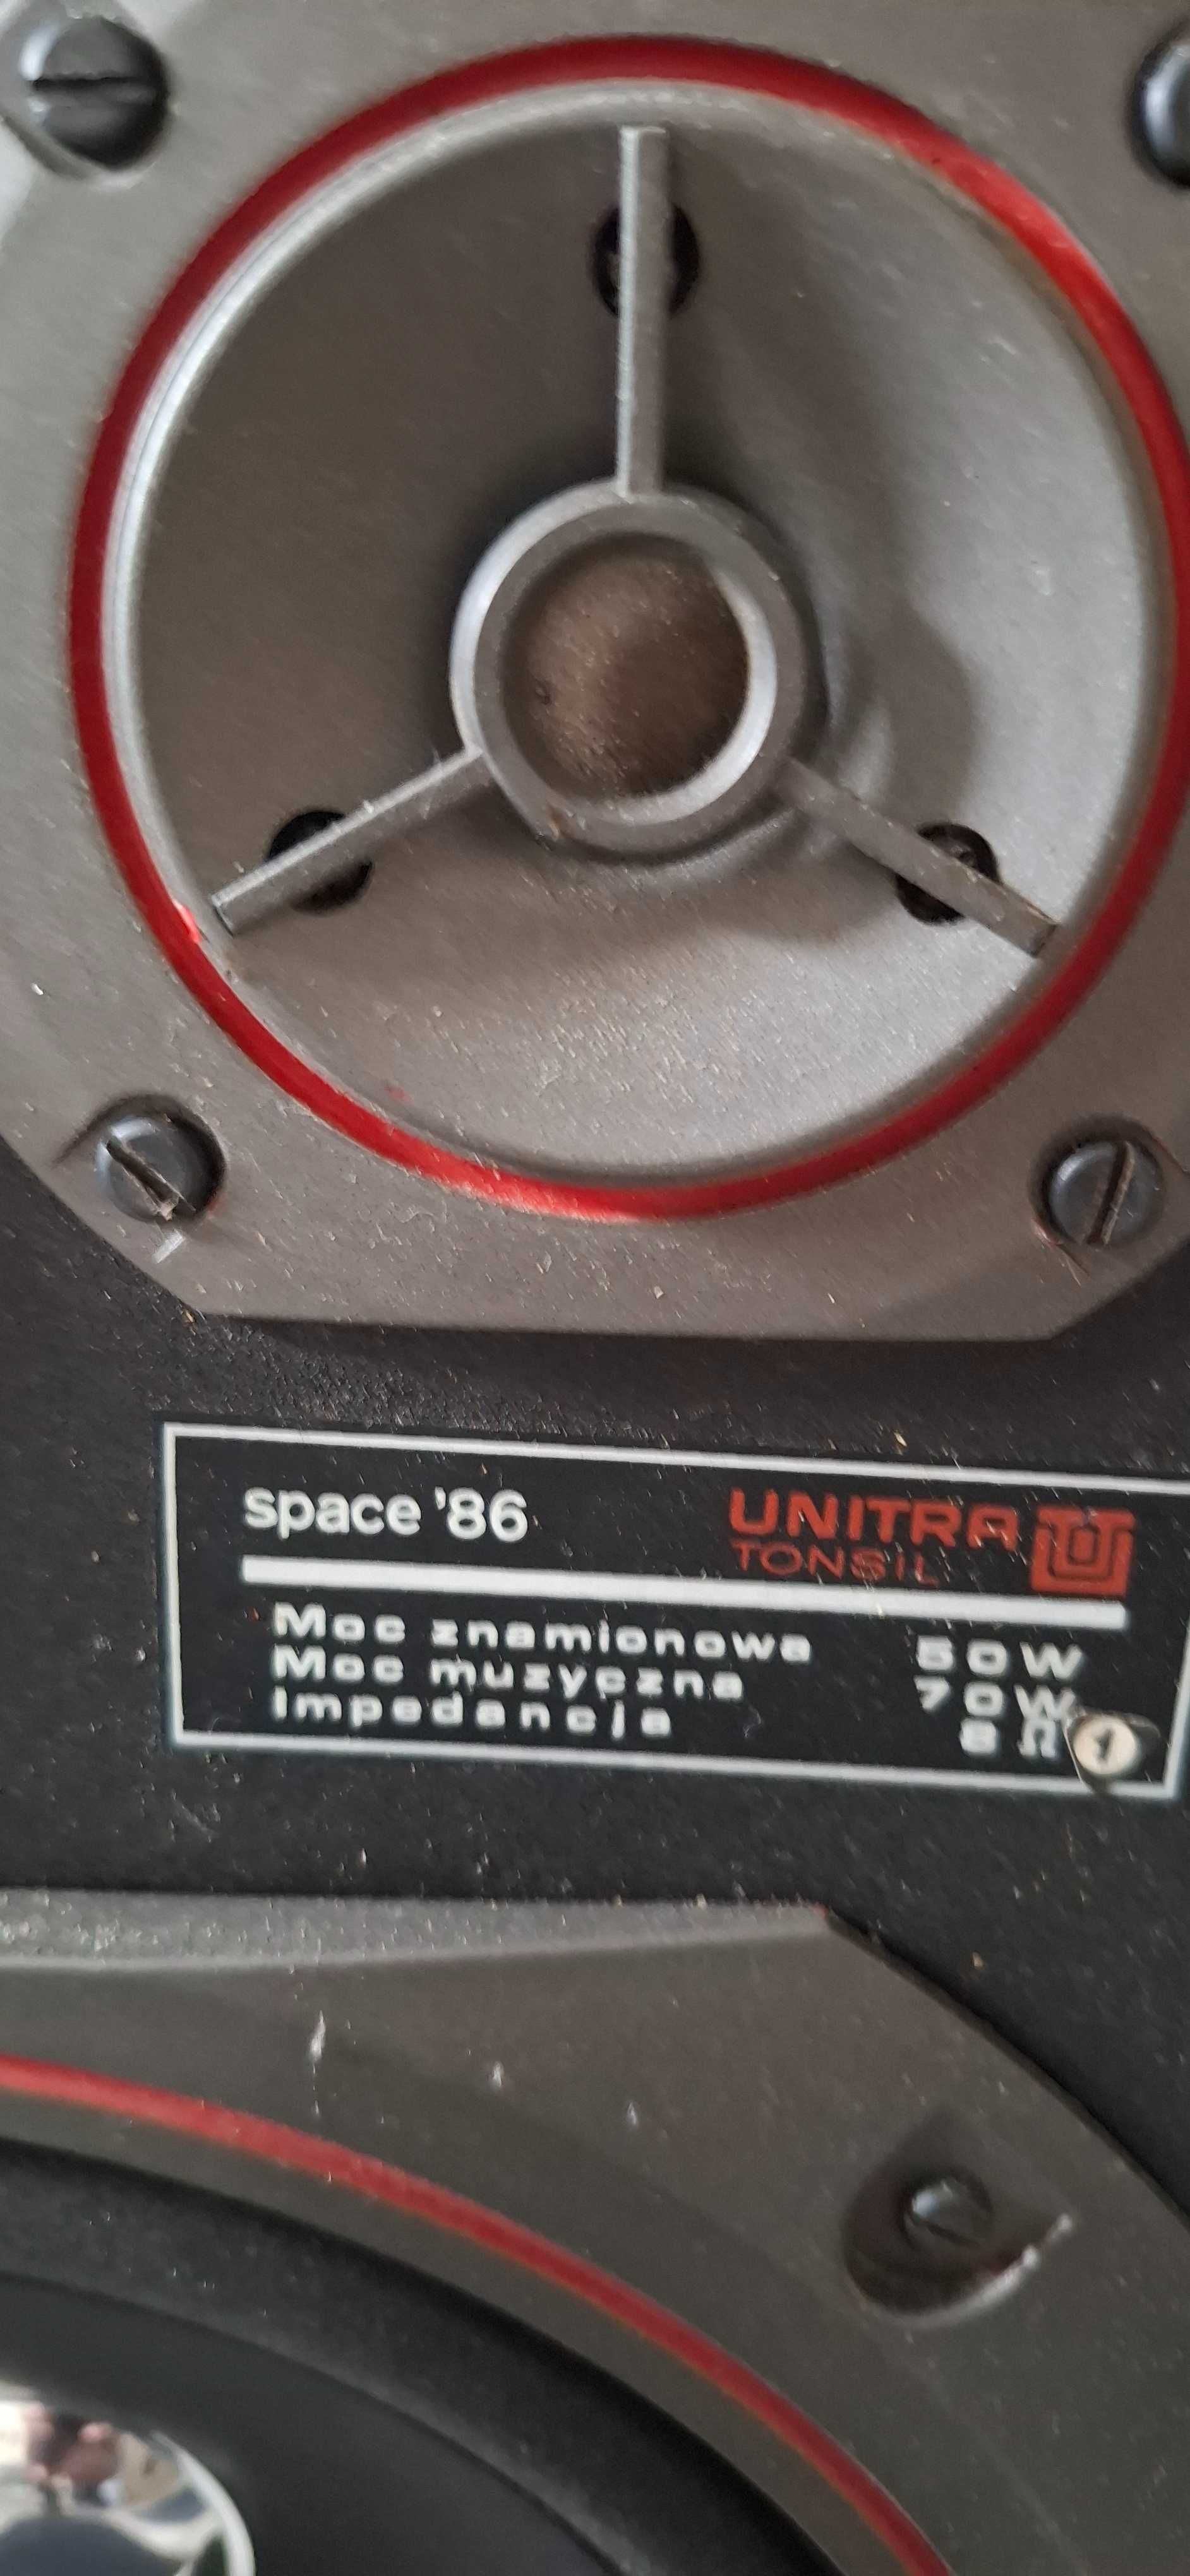 space '86
UNITRA
TONSIL
Moc znamionowa 50W
Moc muzyczna 70W
Impedancja 8 Ω
1